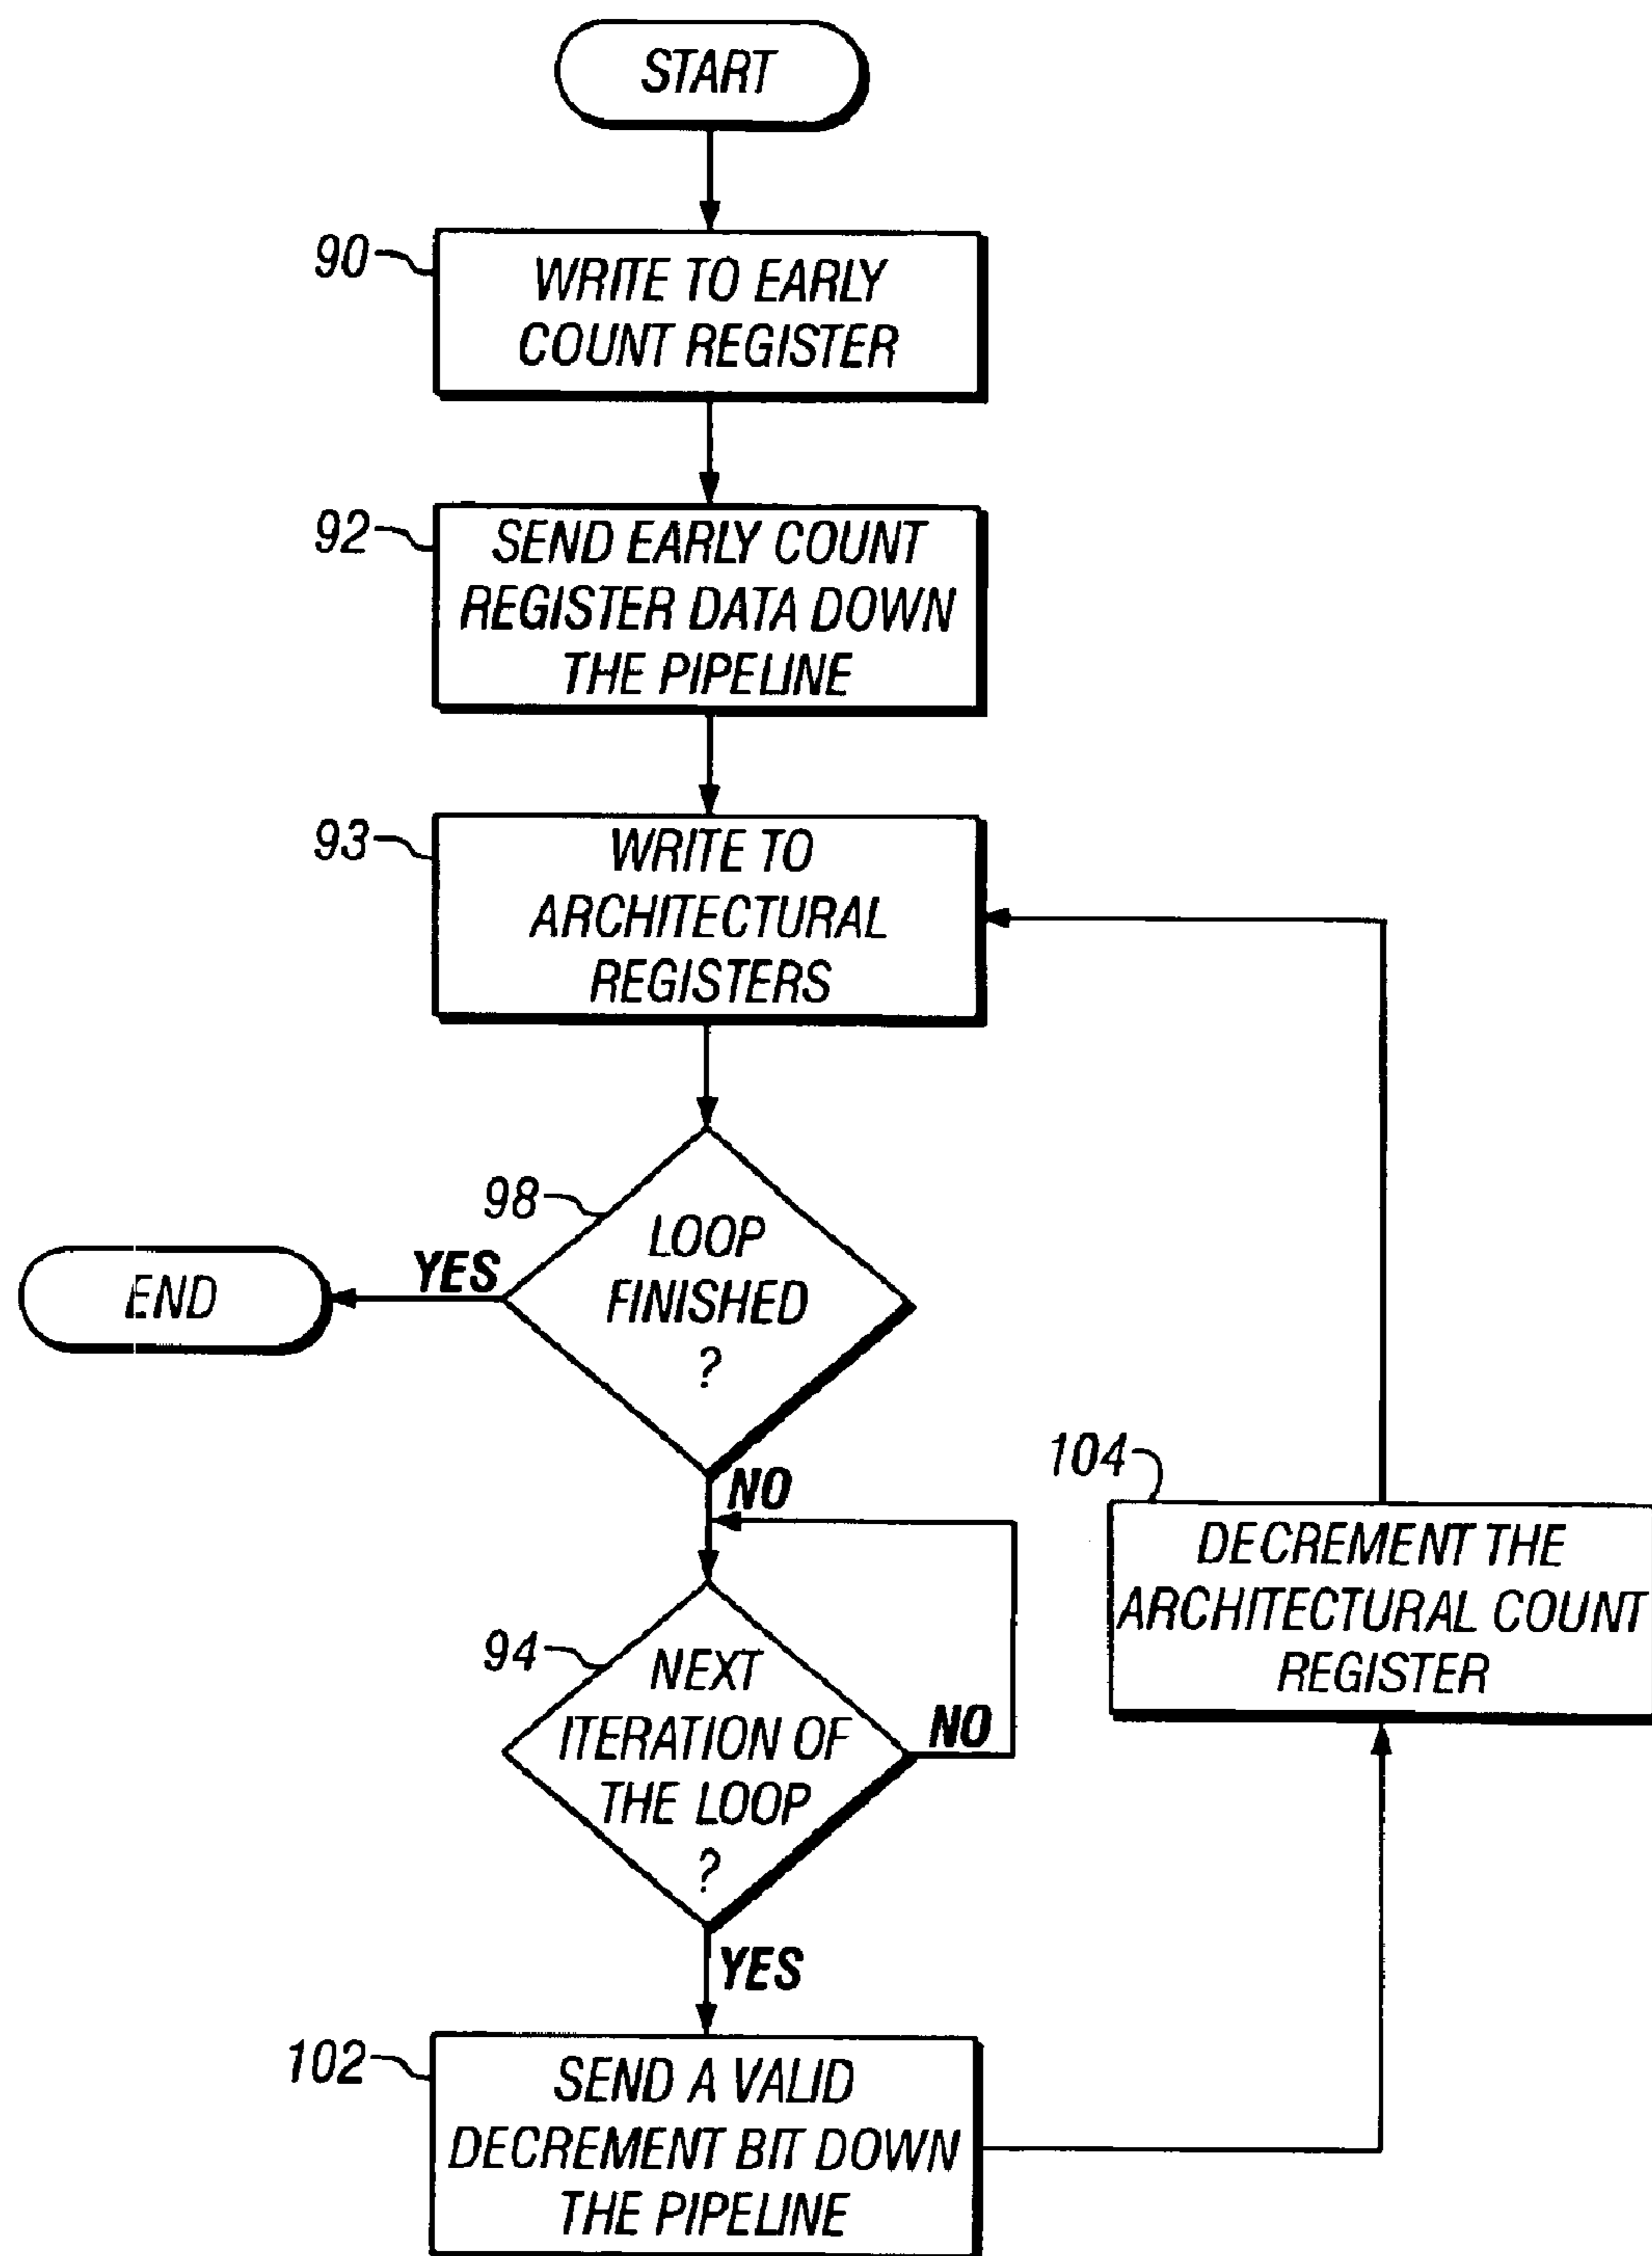 START
90
WRITE TO EARLY
COUNT REGISTER
92
SEND EARLY COUNT
REGISTER DATA DOWN
THE PIPELINE
93
WRITE TO
ARCHITECTURAL
REGISTERS
98
LOOP
FINISHED
?
YES
END
NO
94
NEXT
ITERATION OF
THE LOOP
?
NO
YES
102
SEND A VALID
DECREMENT BIT DOWN
THE PIPELINE
104
DECREMENT THE
ARCHITECTURAL COUNT
REGISTER